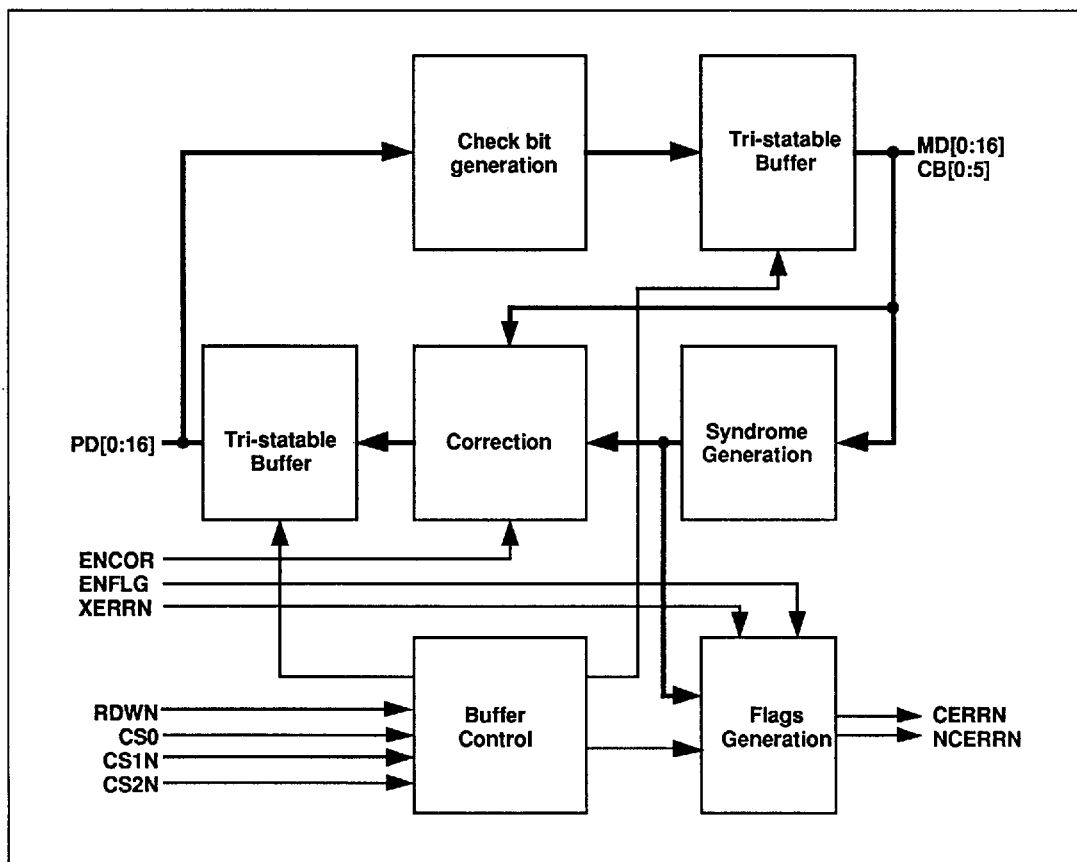 Check bit
generation
Tri-statable
Buffer
MD[0:16]
CB[0:5]
PD[0:16]
Tri-statable
Buffer
Correction
Syndrome
Generation
ENCOR
ENFLG
XERRN
RDWN
CS0
CS1N
CS2N
Buffer
Control
Flags
Generation
CERRN
NCERRN